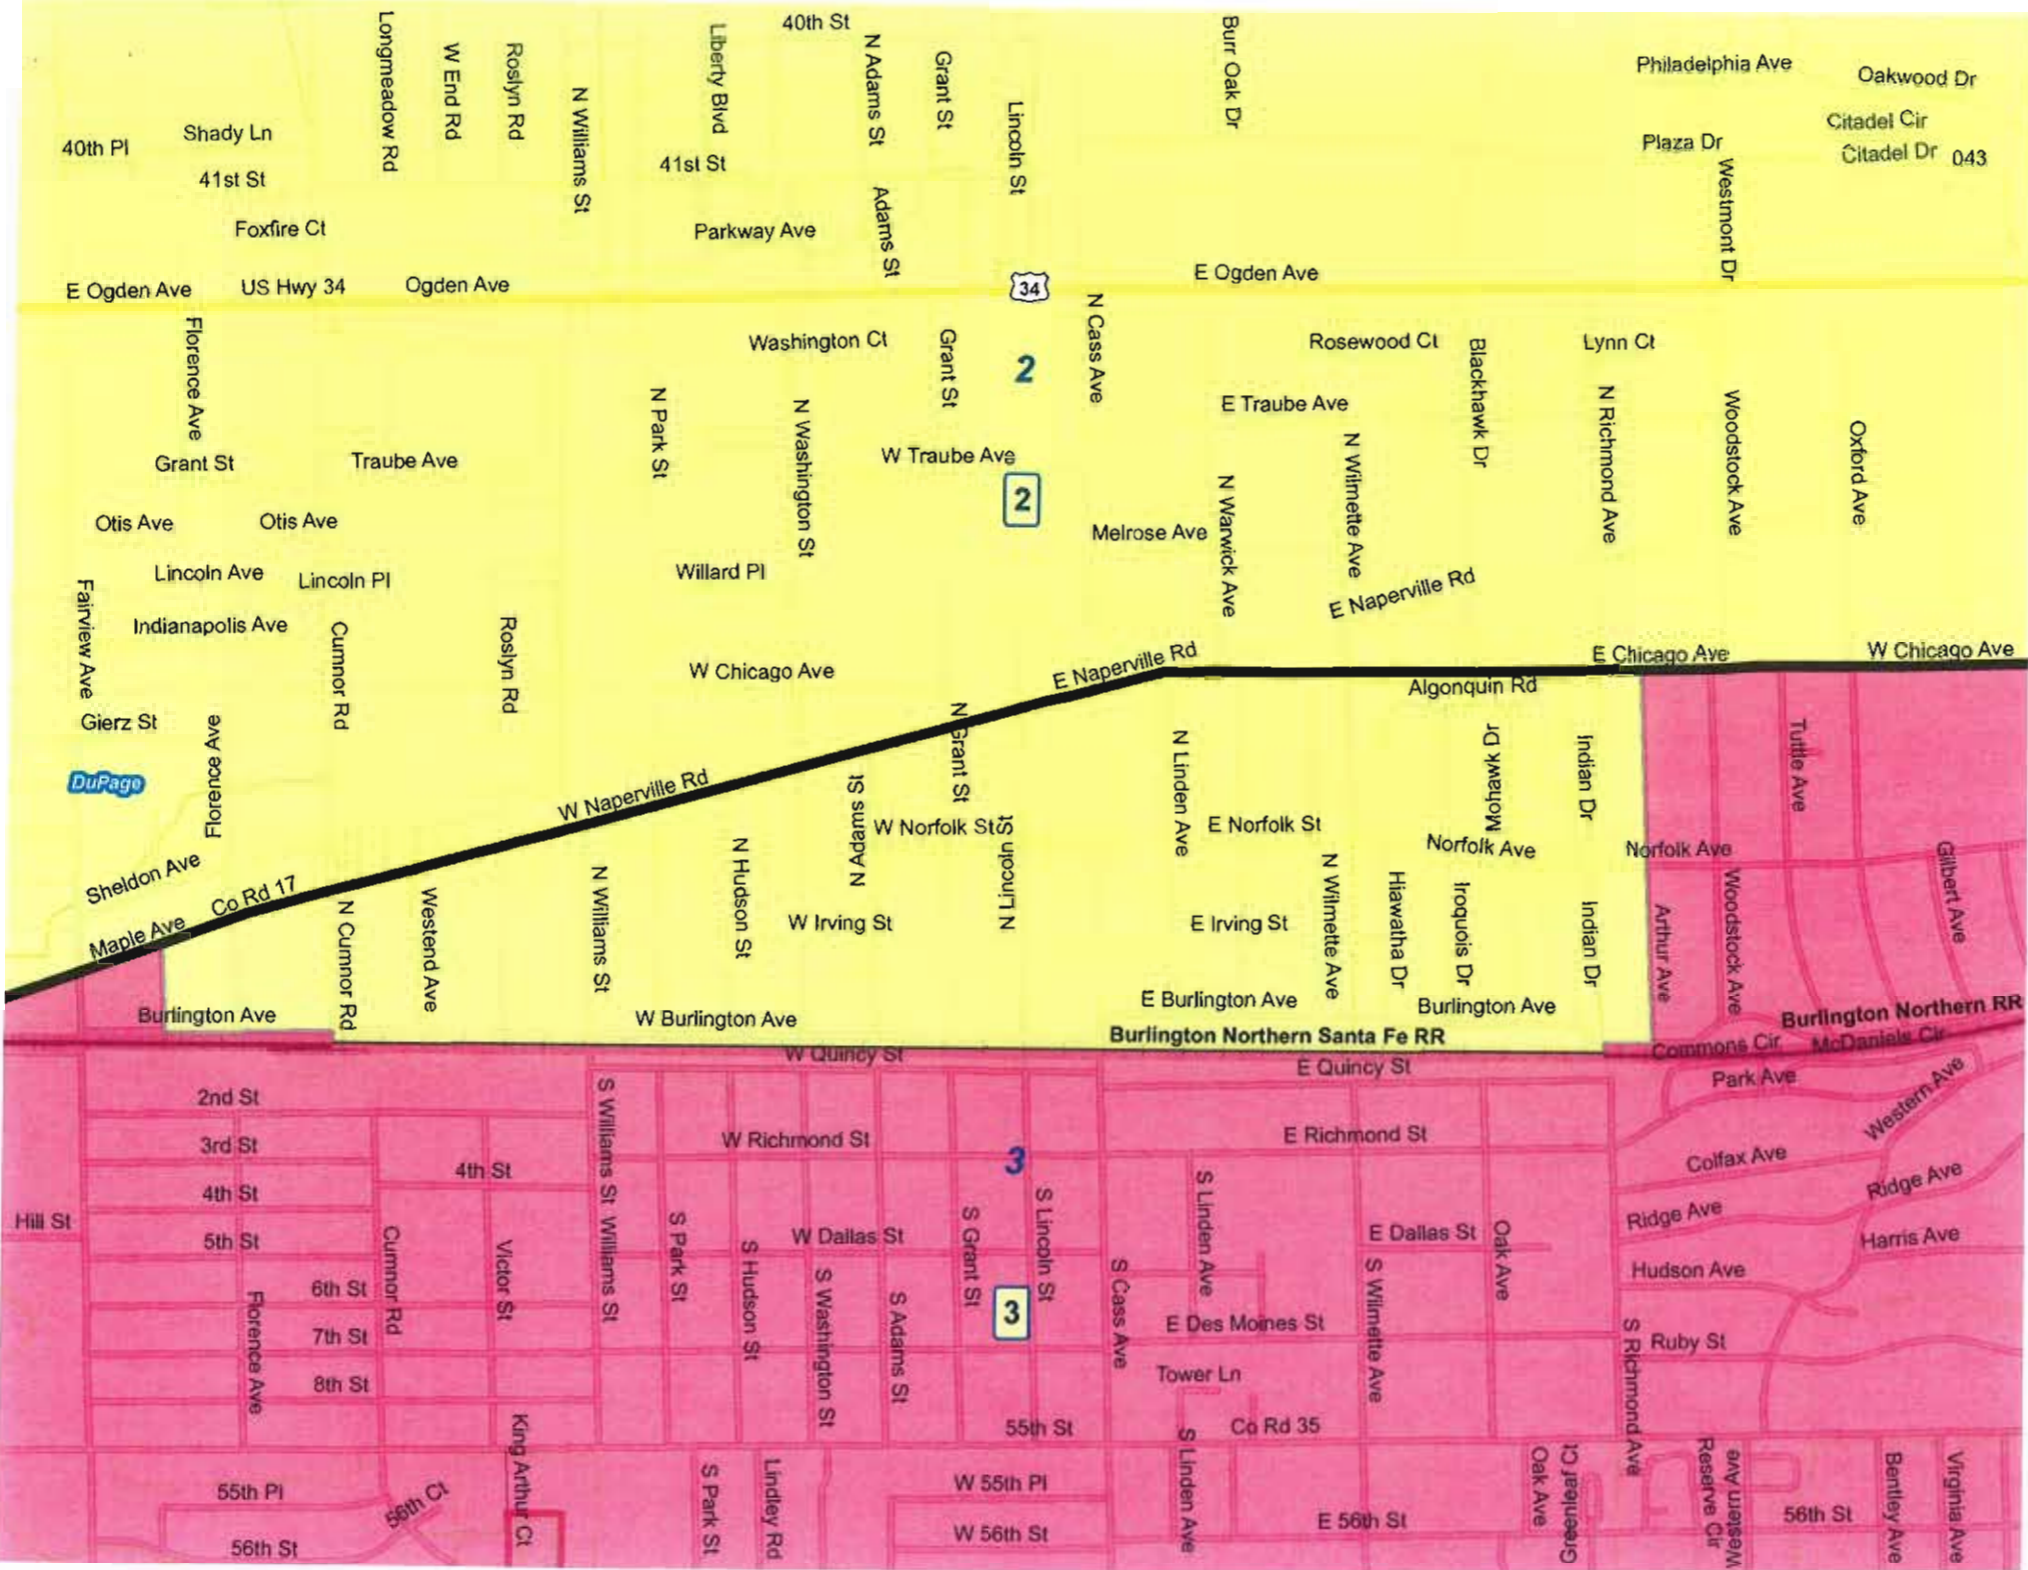 40th St
Longmeadow Rd
W End Rd
Roslyn Rd
N Williams St
Liberty Blvd
N Adams St
Grant St
Lincoln St
Burr Oak Dr
Philadelphia Ave
Oakwood Dr
Citadel Cir
Plaza Dr
Citadel Dr
043
40th Pl
Shady Ln
41st St
41st St
Westmont Dr
Adams St
Foxfire Ct
Parkway Ave
E Ogden Ave
US Hwy 34
Ogden Ave
34
E Ogden Ave
N Cass Ave
Florence Ave
Washington Ct
Grant St
2
Rosewood Ct
Blackhawk Dr
Lynn Ct
N Park St
N Washington St
E Traube Ave
N Richmond Ave
Woodstock Ave
Oxford Ave
Grant St
Traube Ave
W Traube Ave
N Wilmette Ave
N Warwick Ave
2
Otis Ave
Otis Ave
Melrose Ave
Lincoln Ave
Lincoln Pl
Willard Pl
E Naperville Rd
Fairview Ave
Indianapolis Ave
Cumnor Rd
Roslyn Rd
W Chicago Ave
E Naperville Rd
E Chicago Ave
W Chicago Ave
Algonquin Rd
Gierz St
Florence Ave
N Grant St
N Linden Ave
Mohawk Dr
Indian Dr
Tuttle Ave
DuPage
W Naperville Rd
N Adams St
W Norfolk St
N Lincoln St
E Norfolk St
Norfolk Ave
Norfolk Ave
Gilbert Ave
Sheldon Ave
Co Rd 17
Maple Ave
N Cumnor Rd
Westend Ave
N Williams St
N Hudson St
W Irving St
E Irving St
N Wilmette Ave
Hiawatha Dr
Iroquois Dr
Indian Dr
Arthur Ave
Woodstock Ave
Burlington Ave
W Burlington Ave
E Burlington Ave
Burlington Ave
Burlington Northern RR
Burlington Northern Santa Fe RR
Commons Cir
McDaniels Cir
W Quincy St
E Quincy St
Park Ave
Western Ave
2nd St
S Williams St
3rd St
W Richmond St
E Richmond St
3
4th St
Colfax Ave
4th St
S Linden Ave
S Lincoln St
Ridge Ave
Ridge Ave
Hill St
5th St
Cumnor Rd
Victor St
Williams St
S Park St
S Hudson St
W Dallas St
S Grant St
E Dallas St
Oak Ave
Harris Ave
Hudson Ave
6th St
Florence Ave
S Washington St
S Adams St
3
S Cass Ave
S Wilmette Ave
E Des Moines St
7th St
S Richmond Ave
Ruby St
8th St
Tower Ln
King Arthur Ct
55th St
Co Rd 35
S Linden Ave
S Park St
Lindley Rd
Oak Ave
Greenleaf Ct
Reserve Cir
Western Ave
Bentley Ave
Virginia Ave
55th Pl
56th Ct
W 55th Pl
56th St
W 56th St
E 56th St
56th St